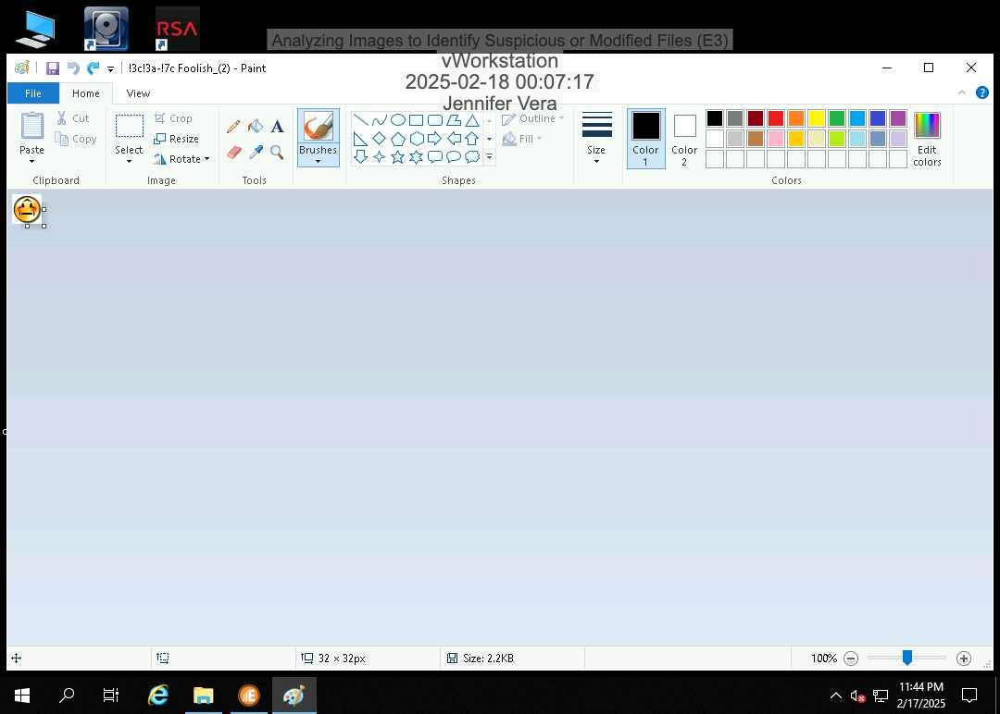 RSA
Analyzing Images to Identify Suspicious or Modified Files (E3)
vWorkstation
2025-02-18 00:07:17
Jennifer Vera
!3c!3a-!7c Foolish_(2) - Paint
File
Home
View
Paste
Cut
Copy
Clipboard
Select
Crop
Resize
Rotate
Image
A
Tools
Brushes
Outline
Fill
Shapes
Size
Color
1
Color
2
Edit
colors
Colors
32 × 32px
Size: 2.2KB
100%
11:44 PM
2/17/2025